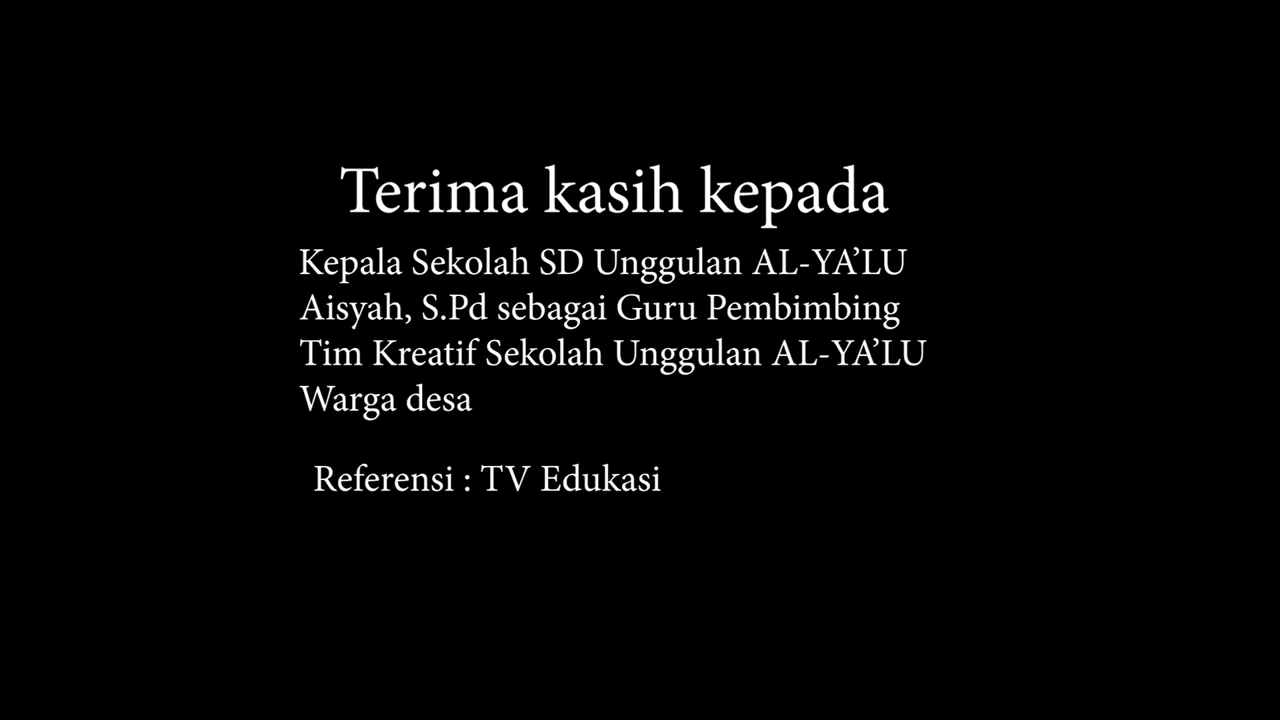 Terima kasih kepada
Kepala Sekolah SD Unggulan AL-YA’LU
Aisyah, S.Pd sebagai Guru Pembimbing
Tim Kreatif Sekolah Unggulan AL-YA’LU
Warga desa
Referensi : TV Edukasi